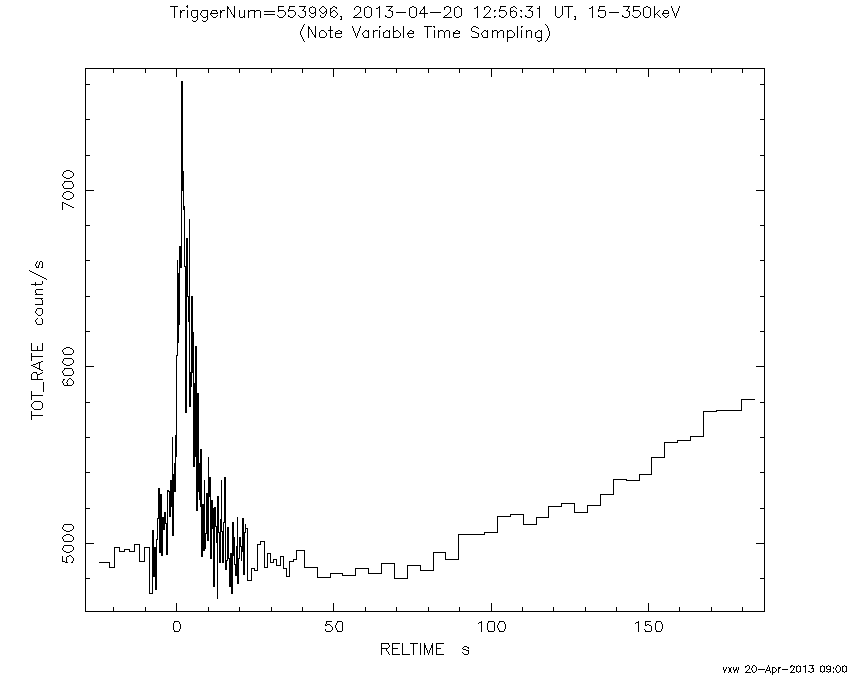 TriggerNum=553996, 2013-04-20 12:56:31 UT, 15-350keV
(Note Variable Time Sampling)
TOT_RATE count/s
7000
6000
5000
0 50 100 150
RELTIME s
vxw 20-Apr-2013 09:00